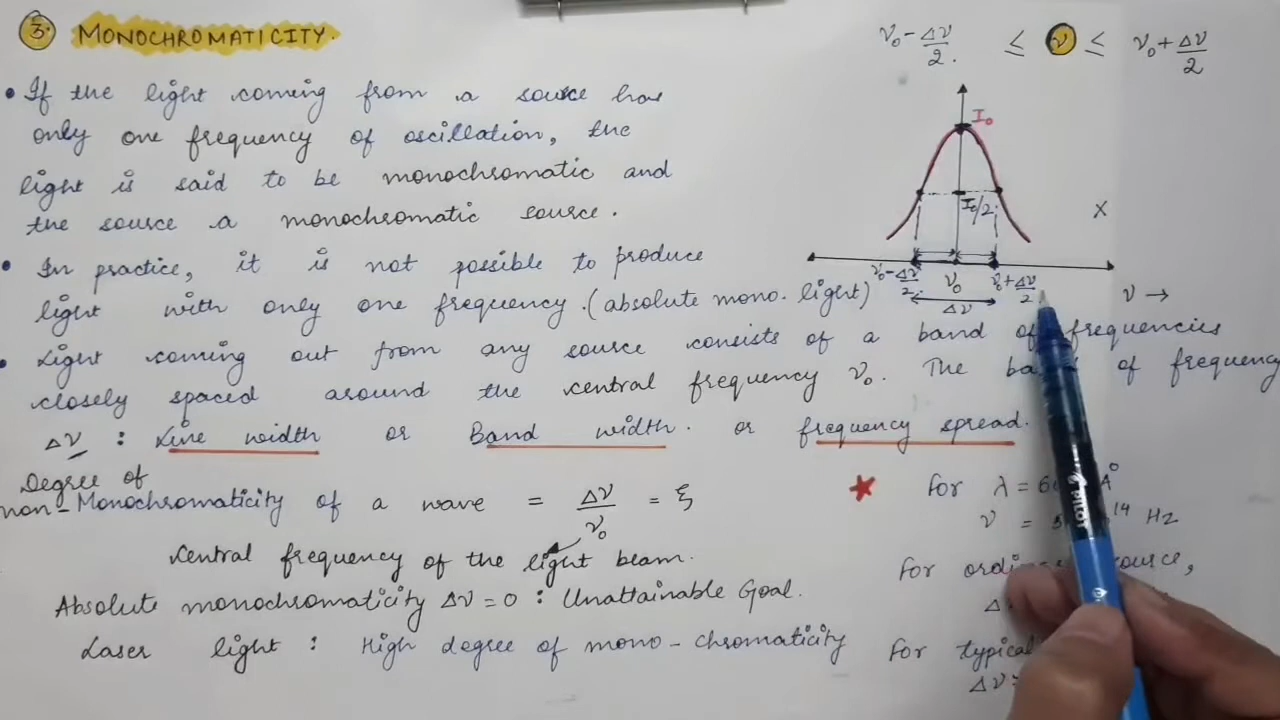 3. MONOCHROMATICITY.
ν₀ - Δν/2. ≤ ν ≤ ν₀ + Δν/2
• If the light coming from a source has
only one frequency of oscillation, the
light is said to be monochromatic and
the source a monochromatic source.
I₀
I₀/2
X
• In practice, it is not possible to produce
light with only one frequency. (absolute mono. light)
ν₀ - Δν/2. ν₀ ν₀ + Δν/2
Δν
ν →
• Light coming out from any source consists of a band of frequencies
closely spaced around the central frequency ν₀. The of frequency
Δν : Line width or Band width. or frequency spread.
Degree of
non-Monochromaticity of a wave = Δν/ν₀ = ξ
central frequency of the light beam.
Absolute monochromaticity Δν = 0 : Unattainable Goal.
Laser light : High degree of mono-chromaticity
★ For λ = A°
ν = 14 Hz
For
Δν
For
Δν